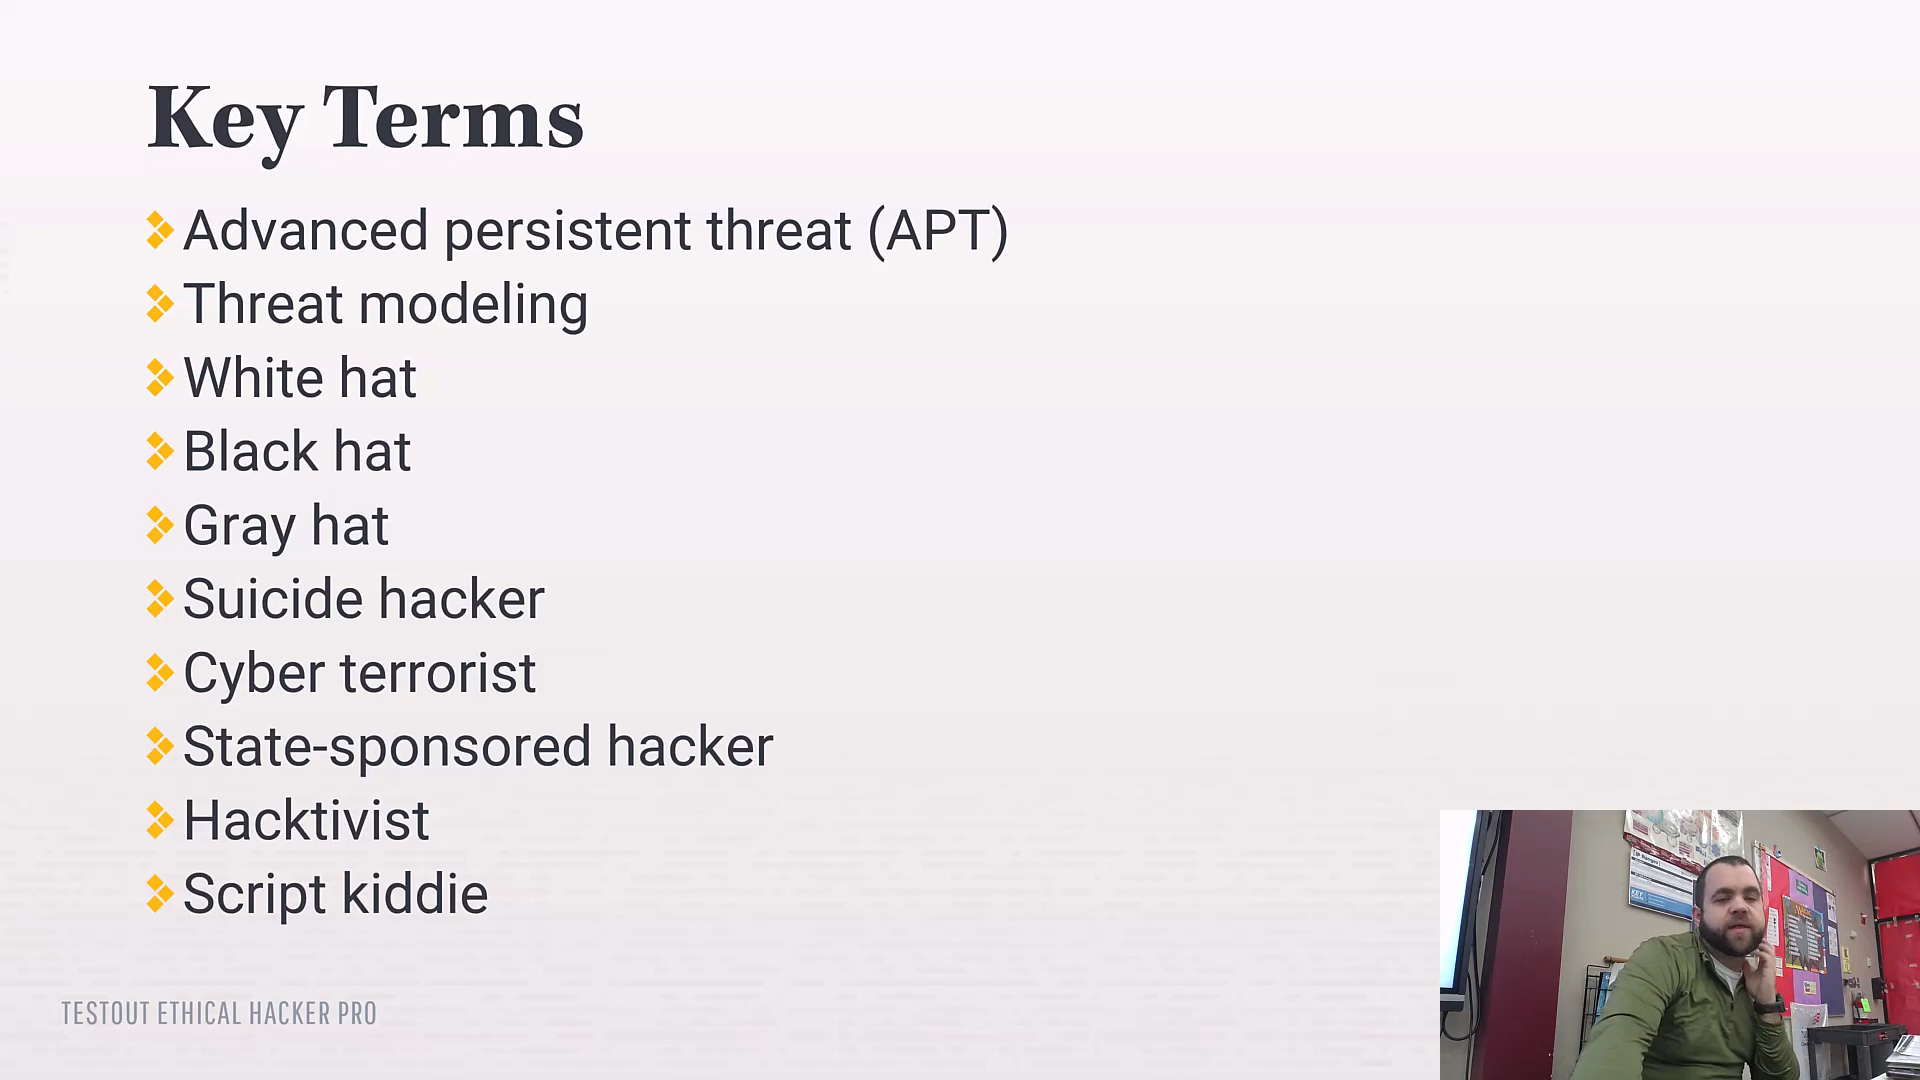 Key Terms
Advanced persistent threat (APT)
Threat modeling
White hat
Black hat
Gray hat
Suicide hacker
Cyber terrorist
State-sponsored hacker
Hacktivist
Script kiddie
TESTOUT ETHICAL HACKER PRO